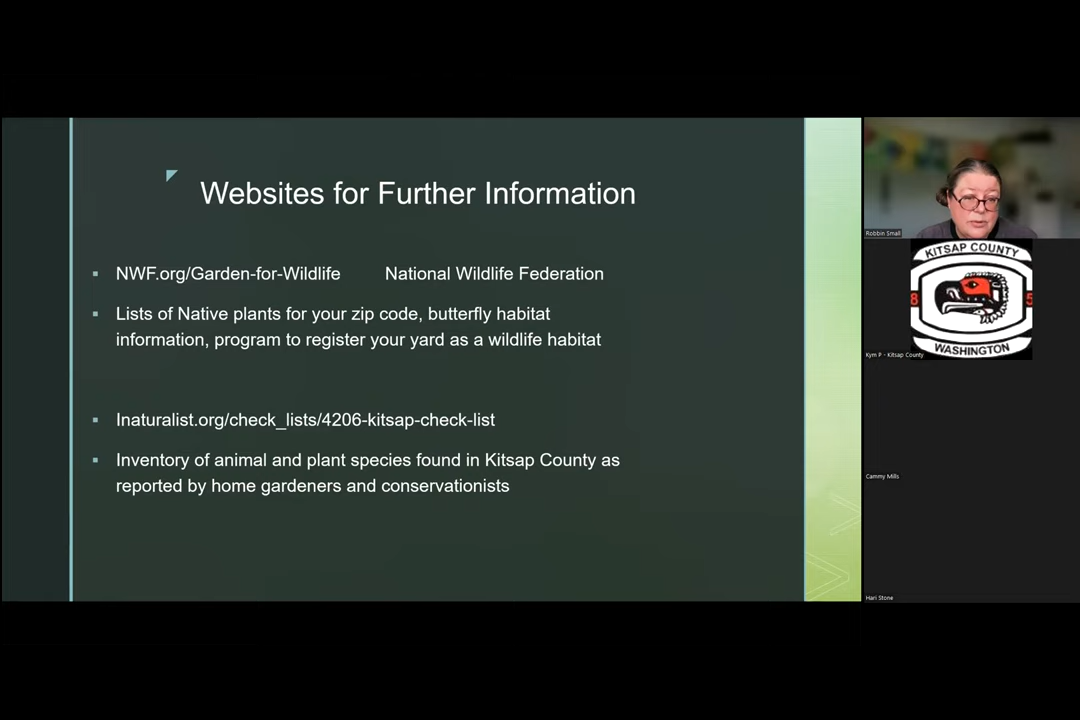 Websites for Further Information
NWF.org/Garden-for-Wildlife National Wildlife Federation
Lists of Native plants for your zip code, butterfly habitat
information, program to register your yard as a wildlife habitat
Inaturalist.org/check_lists/4206-kitsap-check-list
Inventory of animal and plant species found in Kitsap County as
reported by home gardeners and conservationists
Robbin Small
KITSAP COUNTY
8 5
WASHINGTON
Kym P - Kitsap County
Cammy Mills
Hari Stone